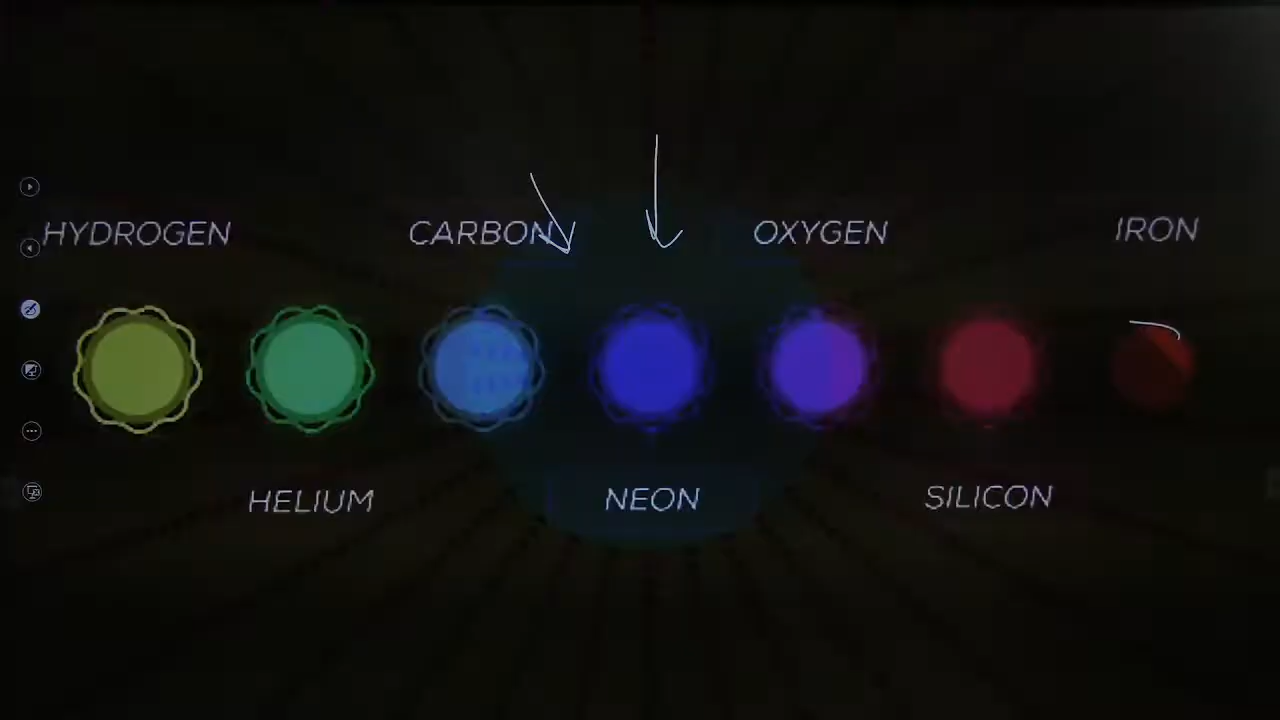 HYDROGEN
CARBON
OXYGEN
IRON
HELIUM
NEON
SILICON